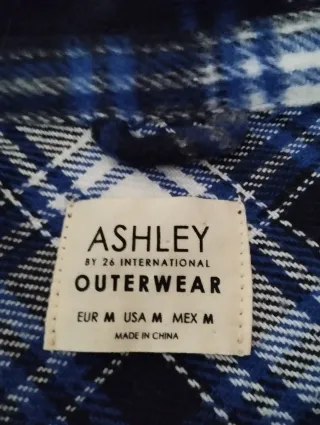 ASHLEY
BY 26 INTERNATIONAL
OUTERWEAR
EUR M USA M MEX M
MADE IN CHINA